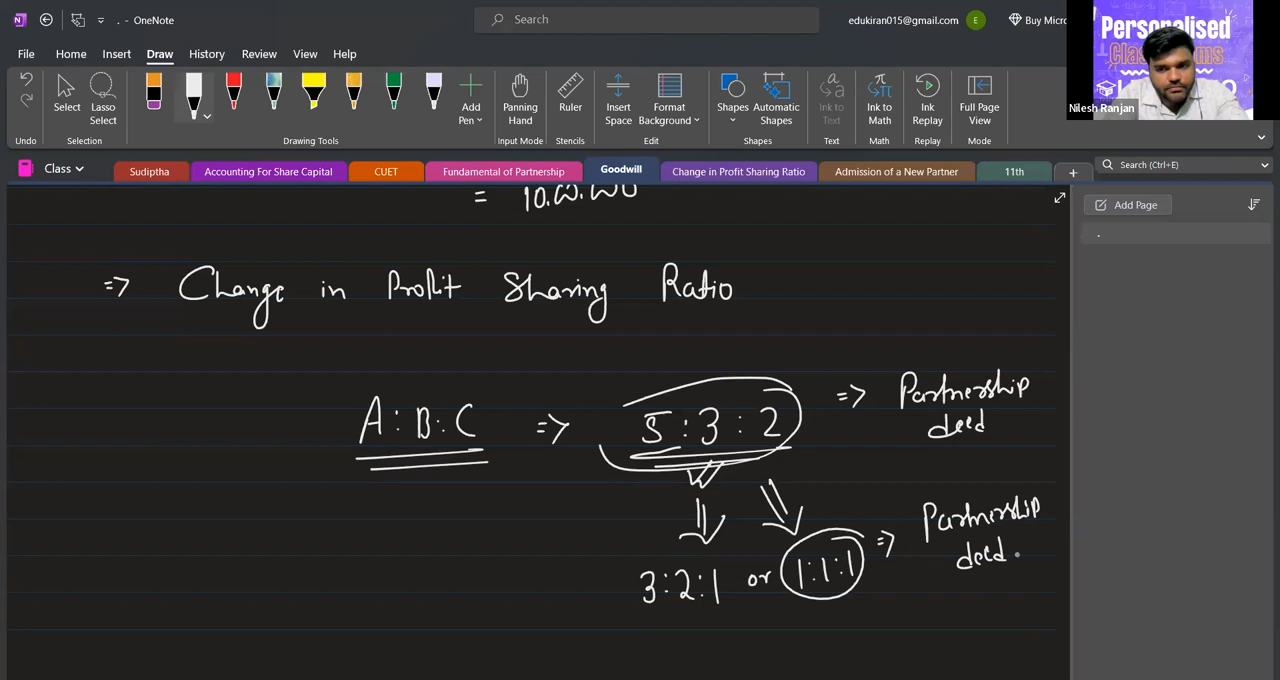 . - OneNote
Search
edukiran015@gmail.com E
Buy Micro
Personalised
Nilesh Ranjan
File Home Insert Draw History Review View Help
Undo
Select
Lasso Select
Selection
Drawing Tools
Add Pen
Panning Hand
Input Mode
Ruler
Stencils
Insert Space
Format Background
Edit
Shapes
Automatic Shapes
Shapes
Ink to Text
Text
Ink to Math
Math
Ink Replay
Replay
Full Page View
Mode
Class
Sudiptha
Accounting For Share Capital
CUET
Fundamental of Partnership
Goodwill
Change in Profit Sharing Ratio
Admission of a New Partner
11th
+
Search (Ctrl+E)
Add Page
.
=> Change in Profit Sharing Ratio
A : B : C => 5 : 3 : 2 => Partnership
deed
3:2:1 or 1:1:1 => Partnership
deed